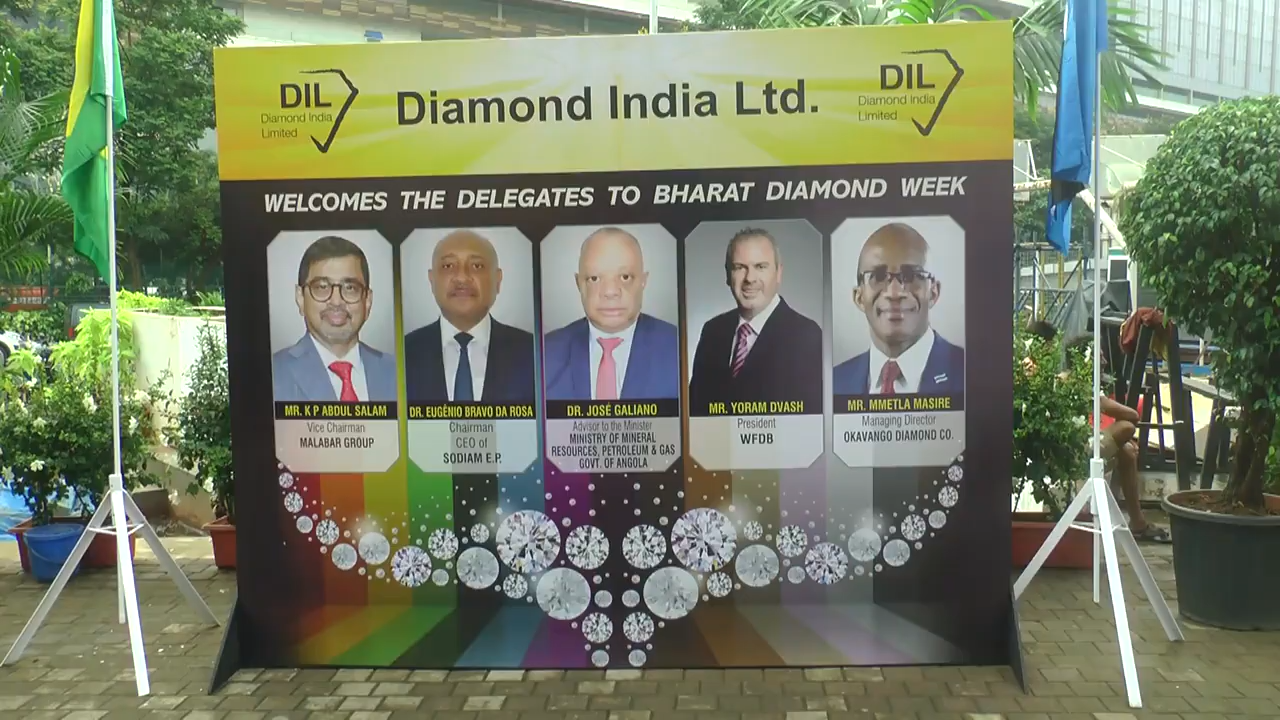 DIL
Diamond India
Limited
Diamond India Ltd.
DIL
Diamond India
Limited
WELCOMES THE DELEGATES TO BHARAT DIAMOND WEEK
MR. K P ABDUL SALAM
Vice Chairman
MALABAR GROUP
DR. EUGÊNIO BRAVO DA ROSA
Chairman
CEO of
SODIAM E.P.
DR. JOSÉ GALIANO
Advisor to the Minister
MINISTRY OF MINERAL
RESOURCES, PETROLEUM & GAS
GOVT. OF ANGOLA
MR. YORAM DVASH
President
WFDB
MR. MMETLA MASIRE
Managing Director
OKAVANGO DIAMOND CO.